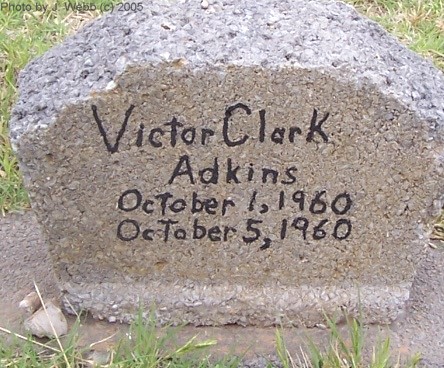 Photo by J. Webb (c) 2005
Victor Clark
Adkins
October 1, 1960
October 5, 1960